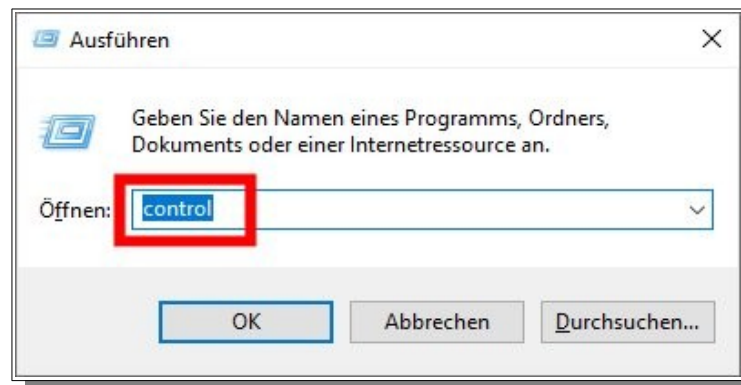 Ausführen
Geben Sie den Namen eines Programms, Ordners,
Dokuments oder einer Internetressource an.
Öffnen:
control
OK
Abbrechen
Durchsuchen...